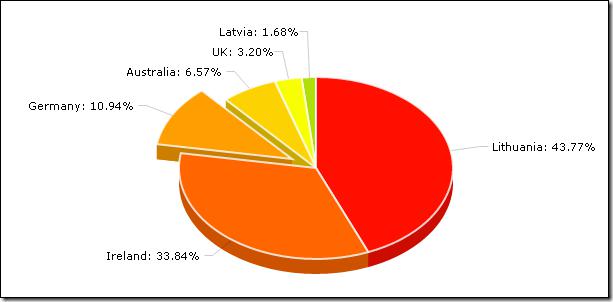 Latvia: 1.68%
UK: 3.20%
Australia: 6.57%
Germany: 10.94%
Lithuania: 43.77%
Ireland: 33.84%